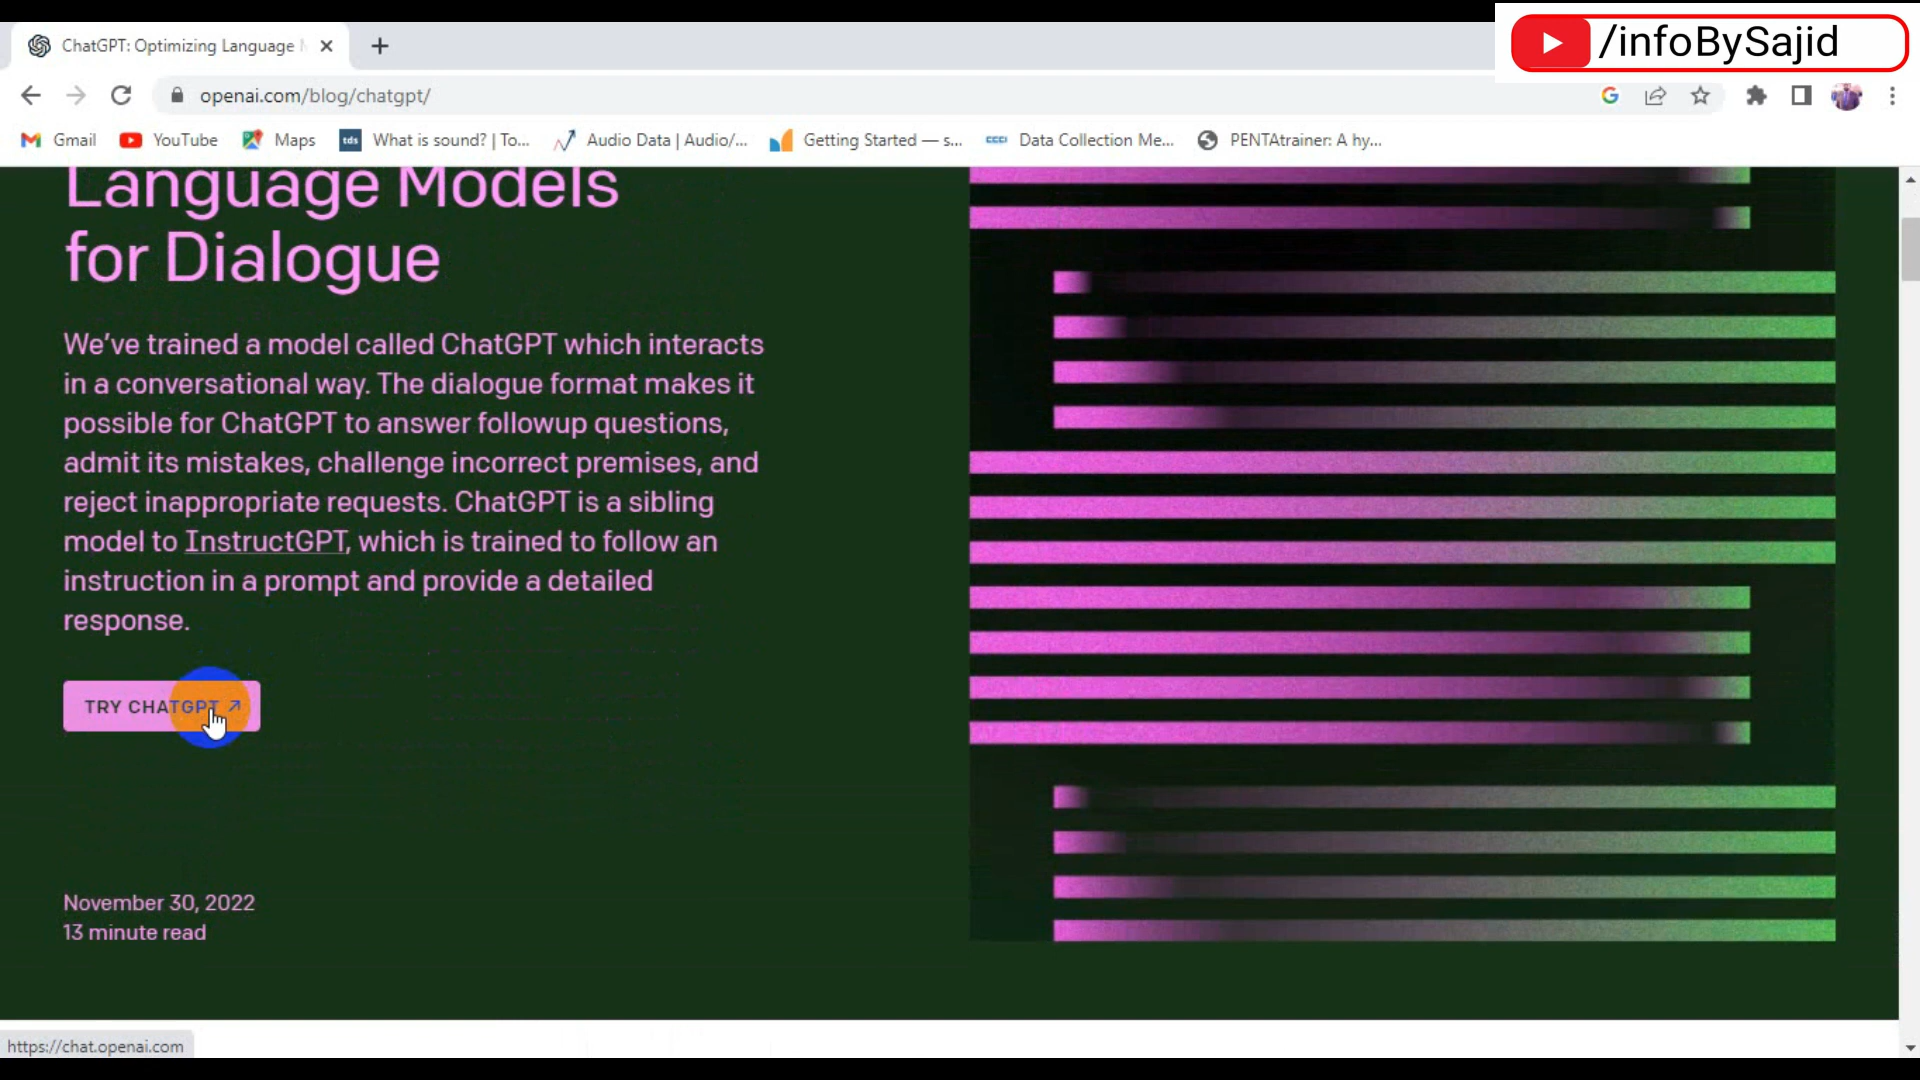 ChatGPT: Optimizing Language
/infoBySajid
openai.com/blog/chatgpt/
Gmail
YouTube
Maps
tds
What is sound? | To...
Audio Data | Audio/...
Getting Started — s...
Data Collection Me...
PENTAtrainer: A hy...
Language Models
for Dialogue
We’ve trained a model called ChatGPT which interacts
in a conversational way. The dialogue format makes it
possible for ChatGPT to answer followup questions,
admit its mistakes, challenge incorrect premises, and
reject inappropriate requests. ChatGPT is a sibling
model to InstructGPT, which is trained to follow an
instruction in a prompt and provide a detailed
response.
TRY CHATGPT ↗
November 30, 2022
13 minute read
https://chat.openai.com